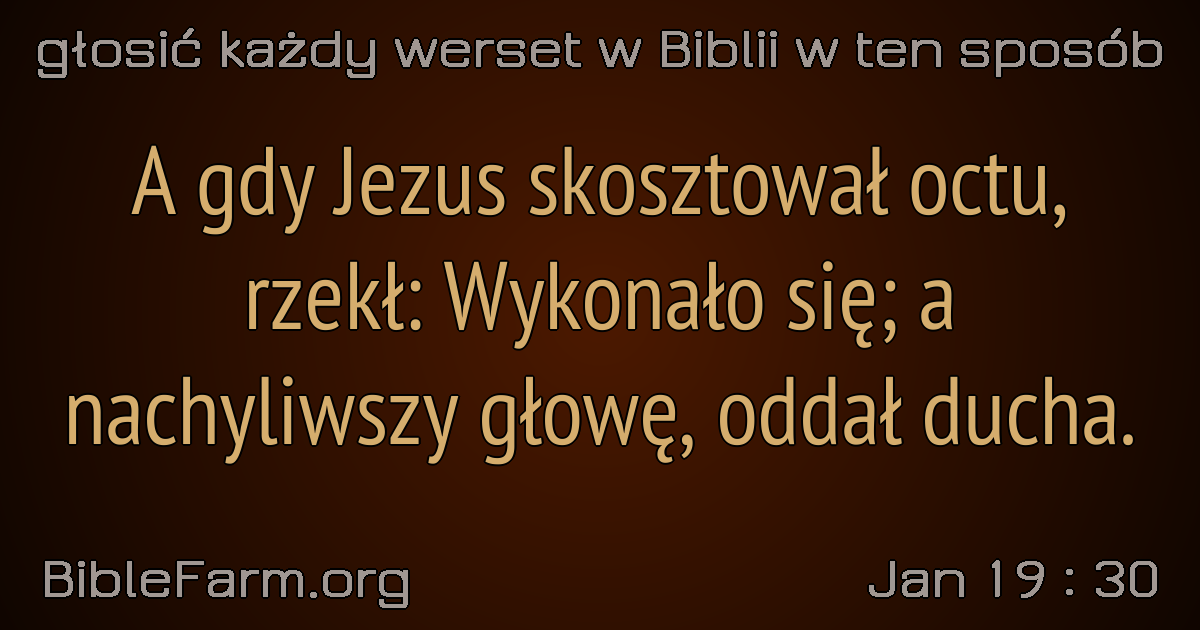 głosić każdy werset w Biblii w ten sposób
A gdy Jezus skosztował octu,
rzekł: Wykonało się; a
nachyliwszy głowę, oddał ducha.
BibleFarm.org
Jan 19 : 30